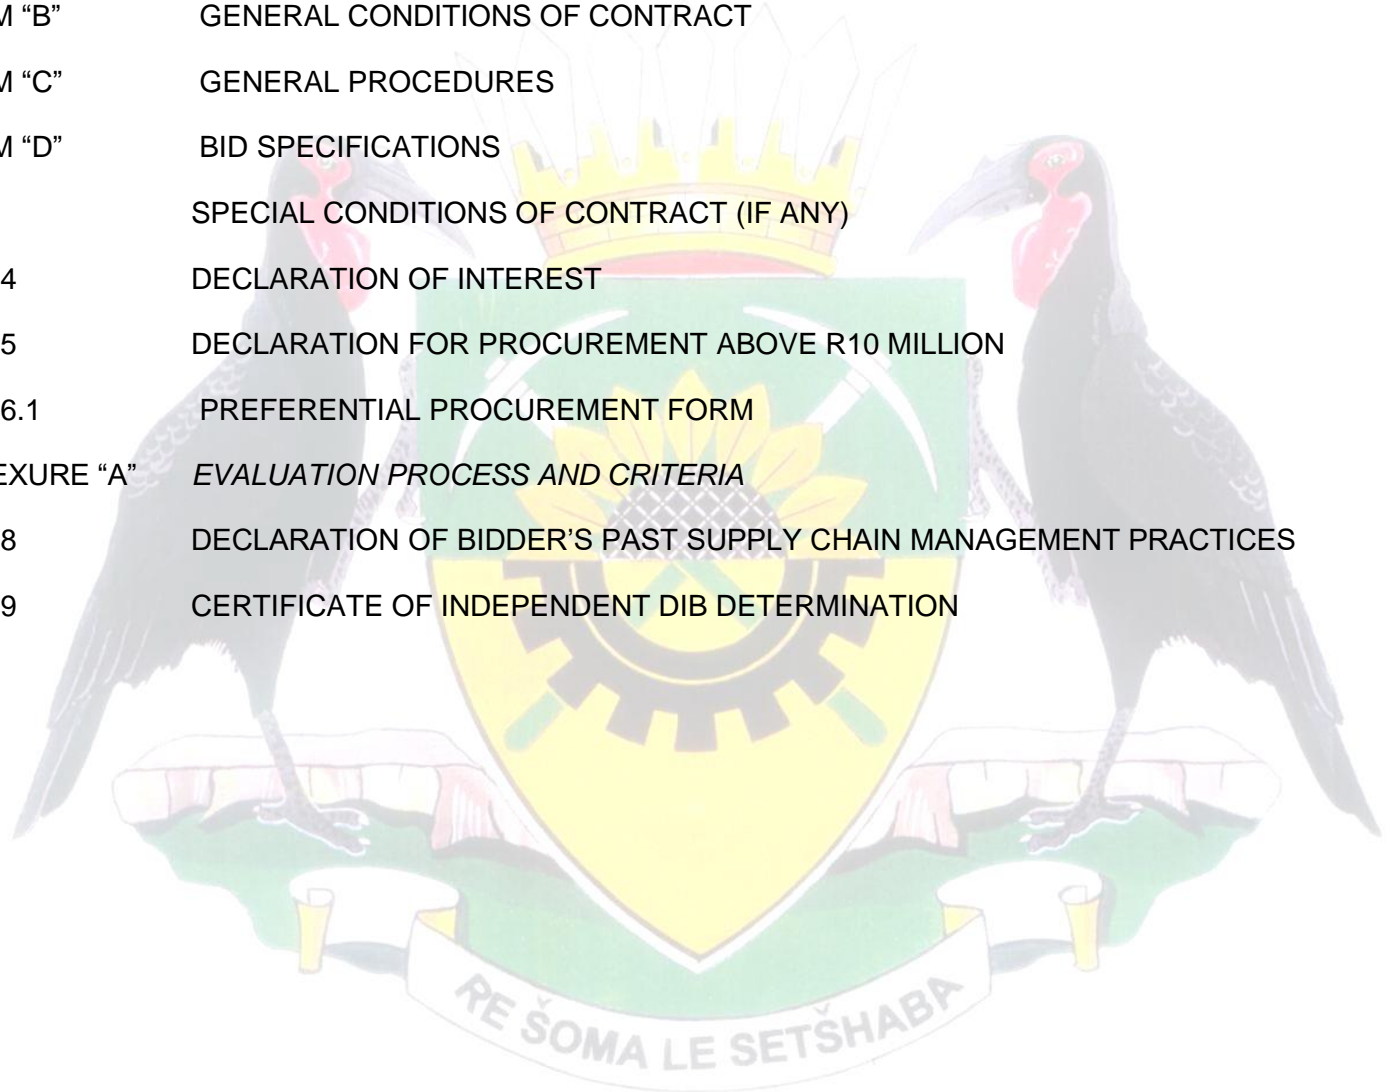 M “B” GENERAL CONDITIONS OF CONTRACT
M “C” GENERAL PROCEDURES
M “D” BID SPECIFICATIONS
SPECIAL CONDITIONS OF CONTRACT (IF ANY)
4 DECLARATION OF INTEREST
5 DECLARATION FOR PROCUREMENT ABOVE R10 MILLION
6.1 PREFERENTIAL PROCUREMENT FORM
EXURE “A” EVALUATION PROCESS AND CRITERIA
8 DECLARATION OF BIDDER’S PAST SUPPLY CHAIN MANAGEMENT PRACTICES
9 CERTIFICATE OF INDEPENDENT DIB DETERMINATION
RE ŠOMA LE SETŠHABA